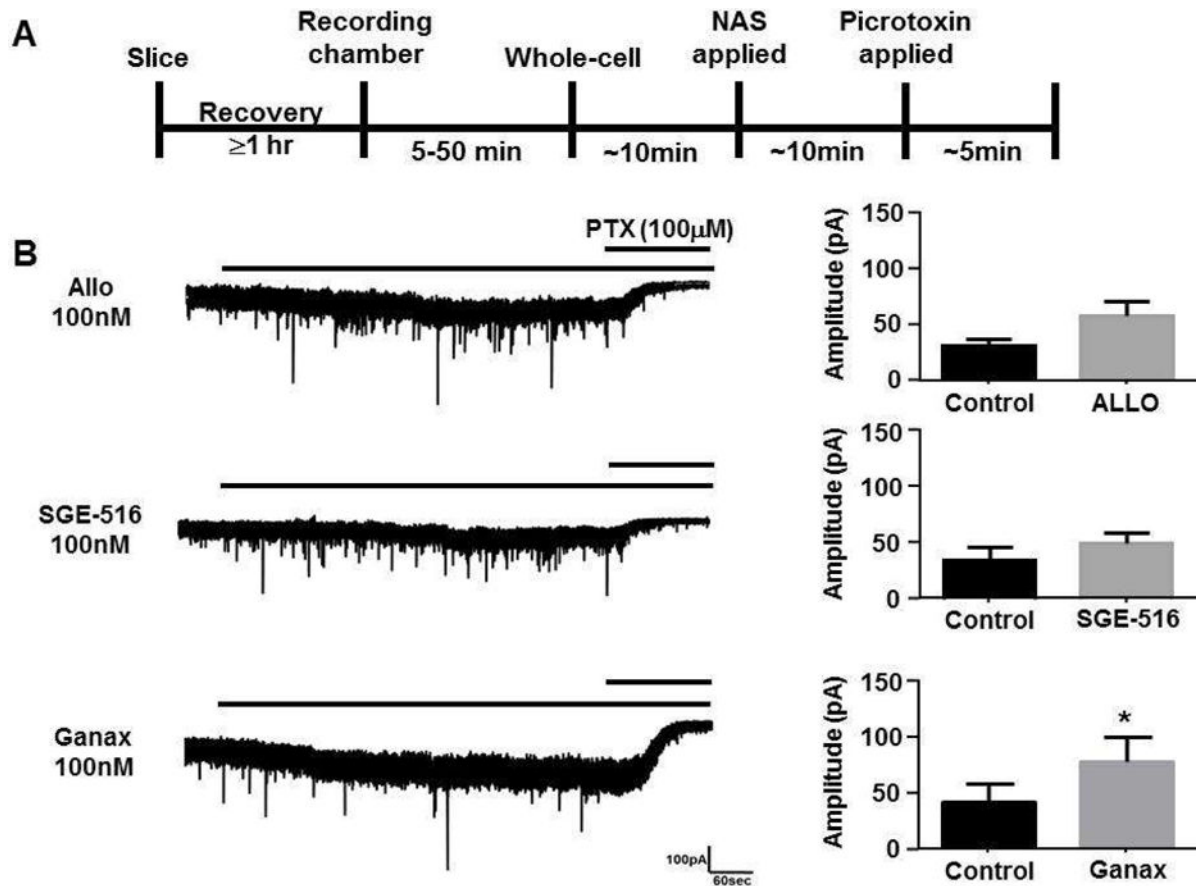 A
Slice
Recording
chamber
Whole-cell
NAS
applied
Picrotoxin
applied
Recovery
≥1 hr
5-50 min
~10min
~10min
~5min
B
PTX (100μM)
Allo
100nM
Amplitude (pA)
150
100
50
0
Control
ALLO
SGE-516
100nM
Amplitude (pA)
150
100
50
0
Control
SGE-516
Ganax
100nM
100pA
60sec
Amplitude (pA)
150
100
50
0
*
Control
Ganax